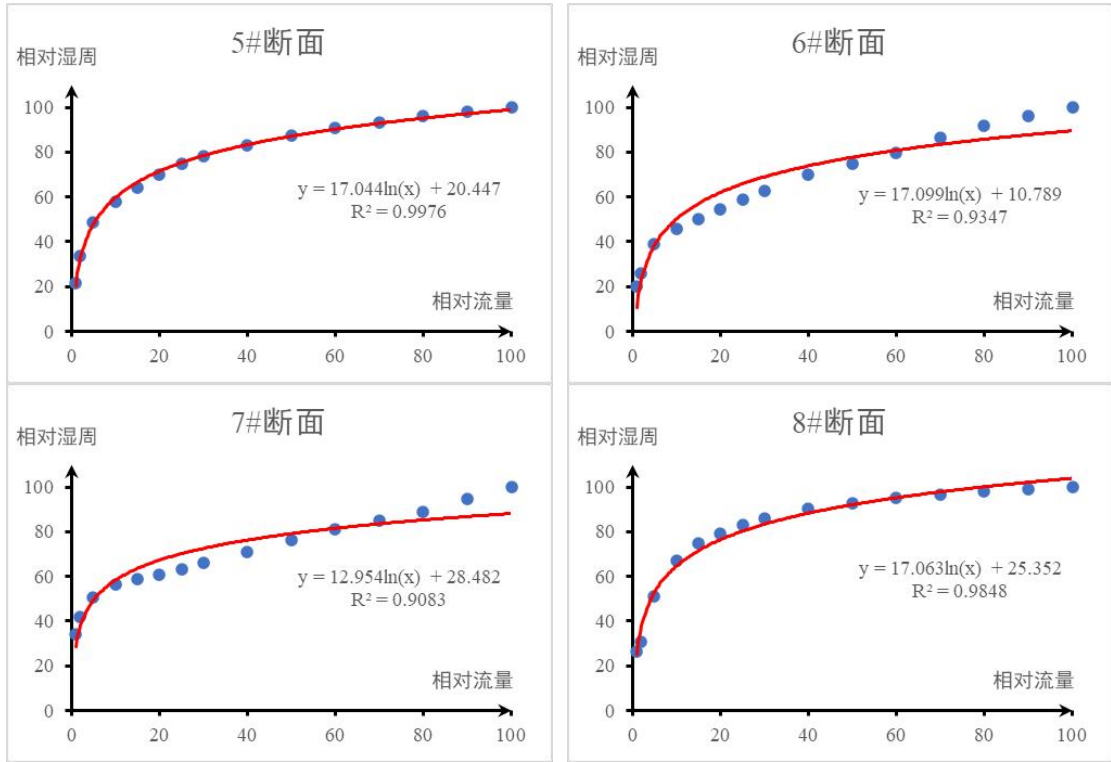 5#断面
相对湿周
100
80
60
40
20
0
y = 17.044ln(x) + 20.447
R² = 0.9976
相对流量
0 20 40 60 80 100
6#断面
相对湿周
100
80
60
40
20
0
y = 17.099ln(x) + 10.789
R² = 0.9347
相对流量
0 20 40 60 80 100
7#断面
相对湿周
100
80
60
40
20
0
y = 12.954ln(x) + 28.482
R² = 0.9083
相对流量
0 20 40 60 80 100
8#断面
相对湿周
100
80
60
40
20
0
y = 17.063ln(x) + 25.352
R² = 0.9848
相对流量
0 20 40 60 80 100